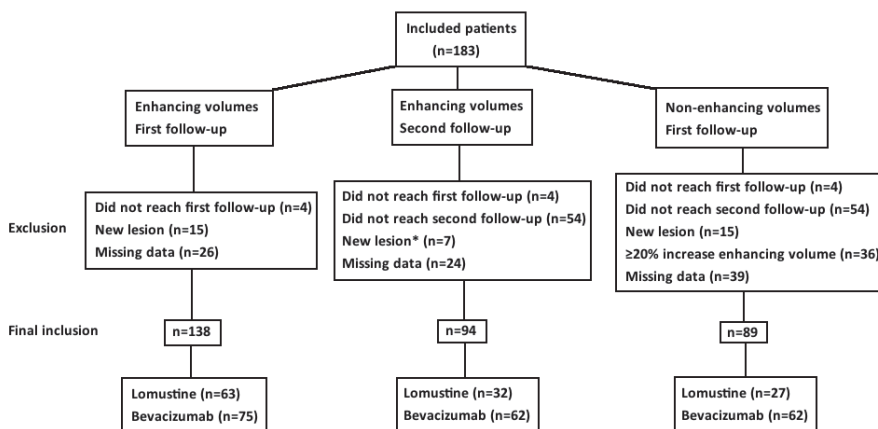 Included patients
(n=183)
Enhancing volumes
First follow-up
Enhancing volumes
Second follow-up
Non-enhancing volumes
First follow-up
Exclusion
Did not reach first follow-up (n=4)
New lesion (n=15)
Missing data (n=26)
Did not reach first follow-up (n=4)
Did not reach second follow-up (n=54)
New lesion* (n=7)
Missing data (n=24)
Did not reach first follow-up (n=4)
Did not reach second follow-up (n=54)
New lesion (n=15)
≥20% increase enhancing volume (n=36)
Missing data (n=39)
Final inclusion
n=138
n=94
n=89
Lomustine (n=63)
Bevacizumab (n=75)
Lomustine (n=32)
Bevacizumab (n=62)
Lomustine (n=27)
Bevacizumab (n=62)